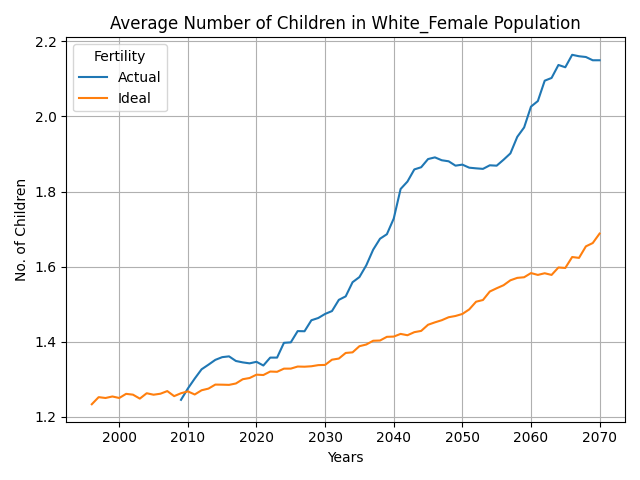 Average Number of Children in White_Female Population
Fertility
Actual
Ideal
No. of Children
2.2
2.0
1.8
1.6
1.4
1.2
2000 2010 2020 2030 2040 2050 2060 2070
Years